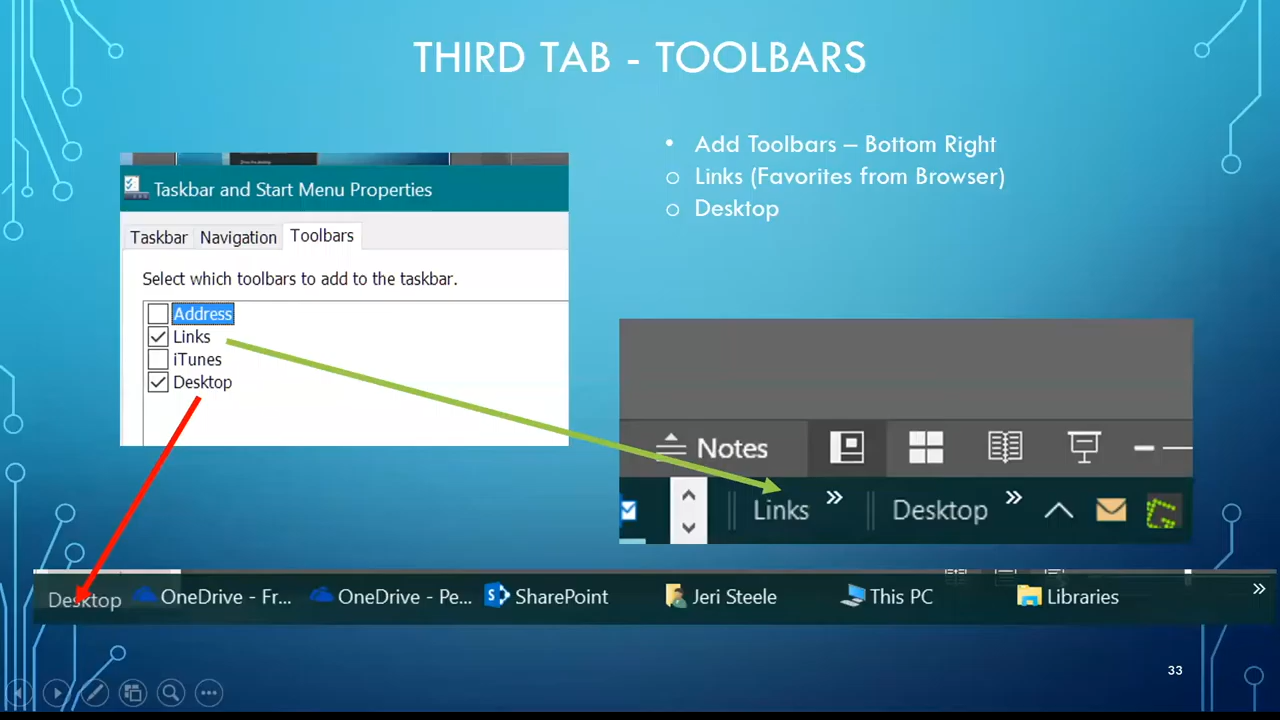 THIRD TAB - TOOLBARS
• Add Toolbars – Bottom Right
o Links (Favorites from Browser)
o Desktop
Taskbar and Start Menu Properties
Taskbar Navigation Toolbars
Select which toolbars to add to the taskbar.
Address
Links
iTunes
Desktop
Notes
Links » Desktop »
Desktop OneDrive - Fr... OneDrive - Pe... SharePoint Jeri Steele This PC Libraries »
33